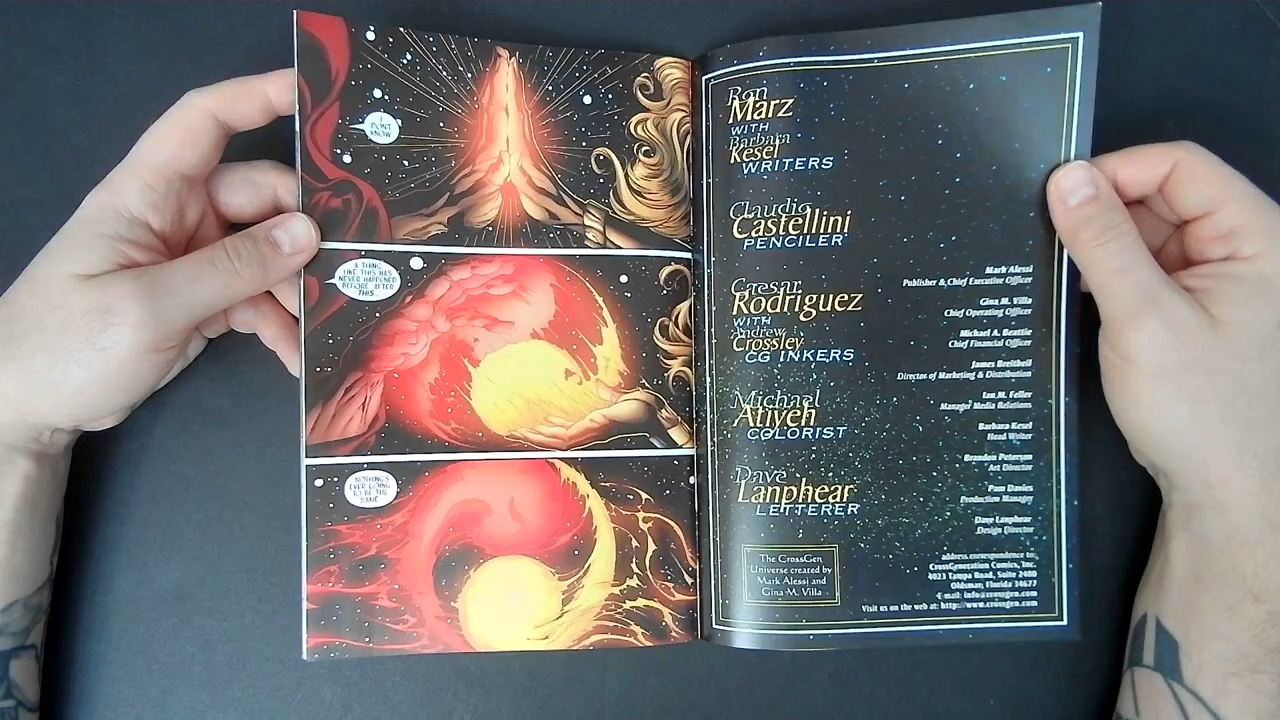 I
DON'T
KNOW.
A THING
LIKE THIS HAS
NEVER HAPPENED
BEFORE. AFTER
THIS...
NOTHING'S
EVER GOING
TO BE THE
SAME.
Ron
Marz
WITH
Barbara
Kesel
WRITERS
Claudio
Castellini
PENCILER
Caesar
Rodriguez
WITH
Andrew
Crossley
CG INKERS
Michael
Atiyeh
COLORIST
Dave
Lanphear
LETTERER
The CrossGen
Universe created by
Mark Alessi and
Gina M. Villa
Mark Alessi
Publisher & Chief Executive Officer
Gina M. Villa
Chief Operating Officer
Michael A. Beattie
Chief Financial Officer
James Breitbeil
Director of Marketing & Distribution
Ian M. Feller
Manager Media Relations
Barbara Kesel
Head Writer
Brandon Peterson
Art Director
Pam Davies
Production Manager
Dave Lanphear
Design Director
address correspondence to:
CrossGeneration Comics, Inc.
4023 Tampa Road, Suite 2400
Oldsmar, Florida 34677
E-mail: info@crossgen.com
Visit us on the web at: http://www.crossgen.com